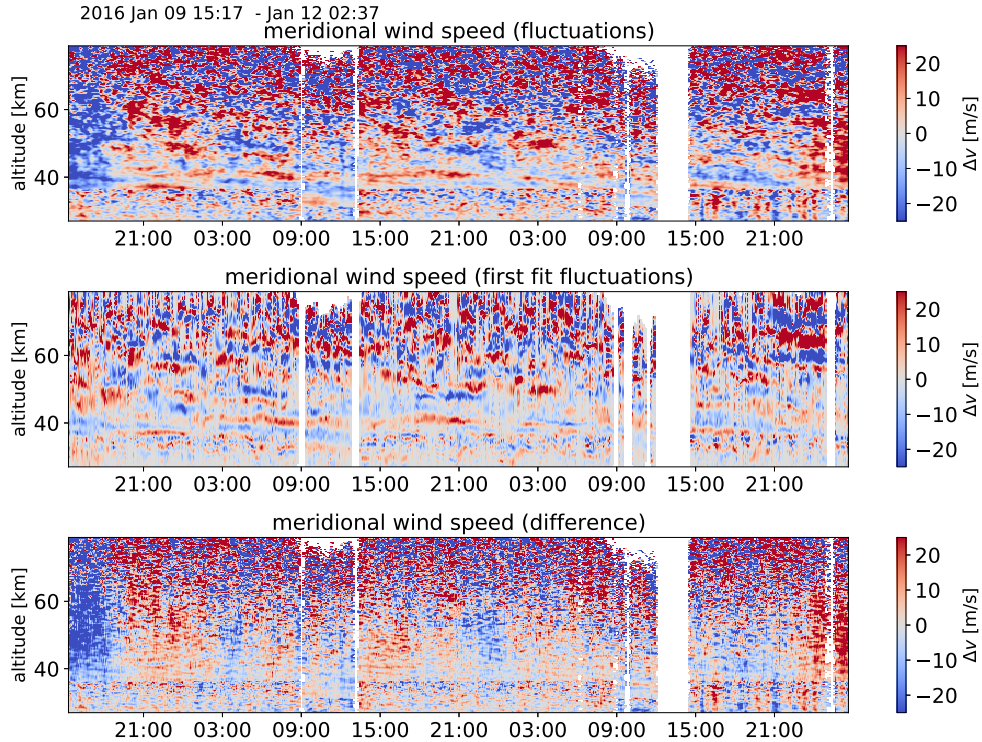 2016 Jan 09 15:17 - Jan 12 02:37
meridional wind speed (fluctuations)
altitude [km]
60
40
21:00 03:00 09:00 15:00 21:00 03:00 09:00 15:00 21:00
20
10
0
−10
−20
Δv [m/s]
meridional wind speed (first fit fluctuations)
altitude [km]
60
40
21:00 03:00 09:00 15:00 21:00 03:00 09:00 15:00 21:00
20
10
0
−10
−20
Δv [m/s]
meridional wind speed (difference)
altitude [km]
60
40
21:00 03:00 09:00 15:00 21:00 03:00 09:00 15:00 21:00
20
10
0
−10
−20
Δv [m/s]